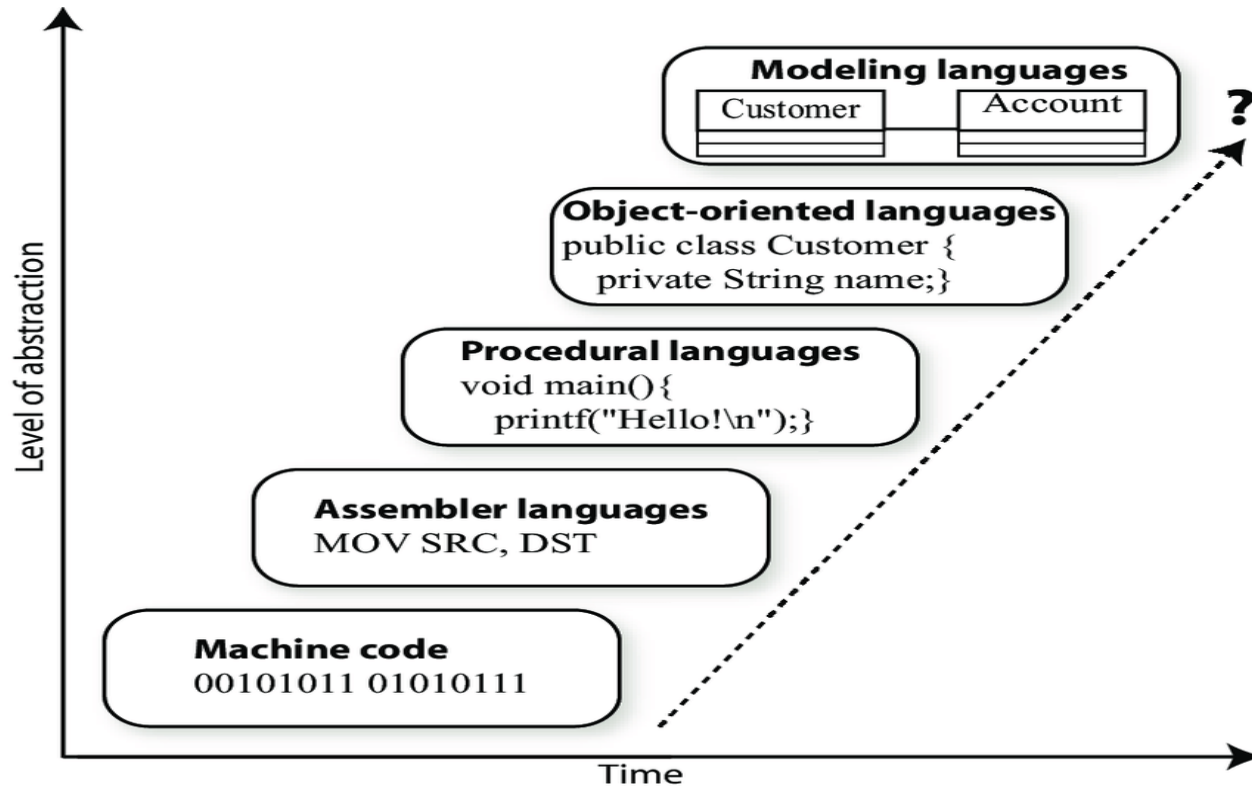 Modeling languages
Customer
Account
?
Object-oriented languages
public class Customer {
private String name;}
Procedural languages
void main(){
printf("Hello!\n");}
Assembler languages
MOV SRC, DST
Machine code
00101011 01010111
Level of abstraction
Time